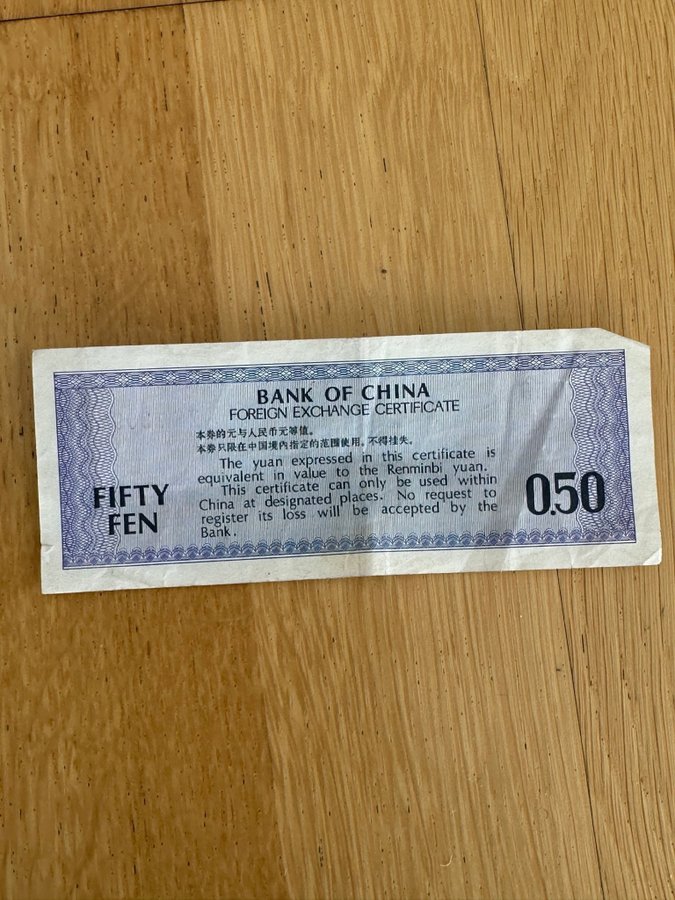 BANK OF CHINA
FOREIGN EXCHANGE CERTIFICATE
本券的元与人民币元等值。
本券只限在中国境内指定的范围使用,不得挂失。
The yuan expressed in this certificate is
equivalent in value to the Renminbi yuan.
This certificate can only be used within
China at designated places. No request to
register its loss will be accepted by the
Bank.
FIFTY
FEN
0.50